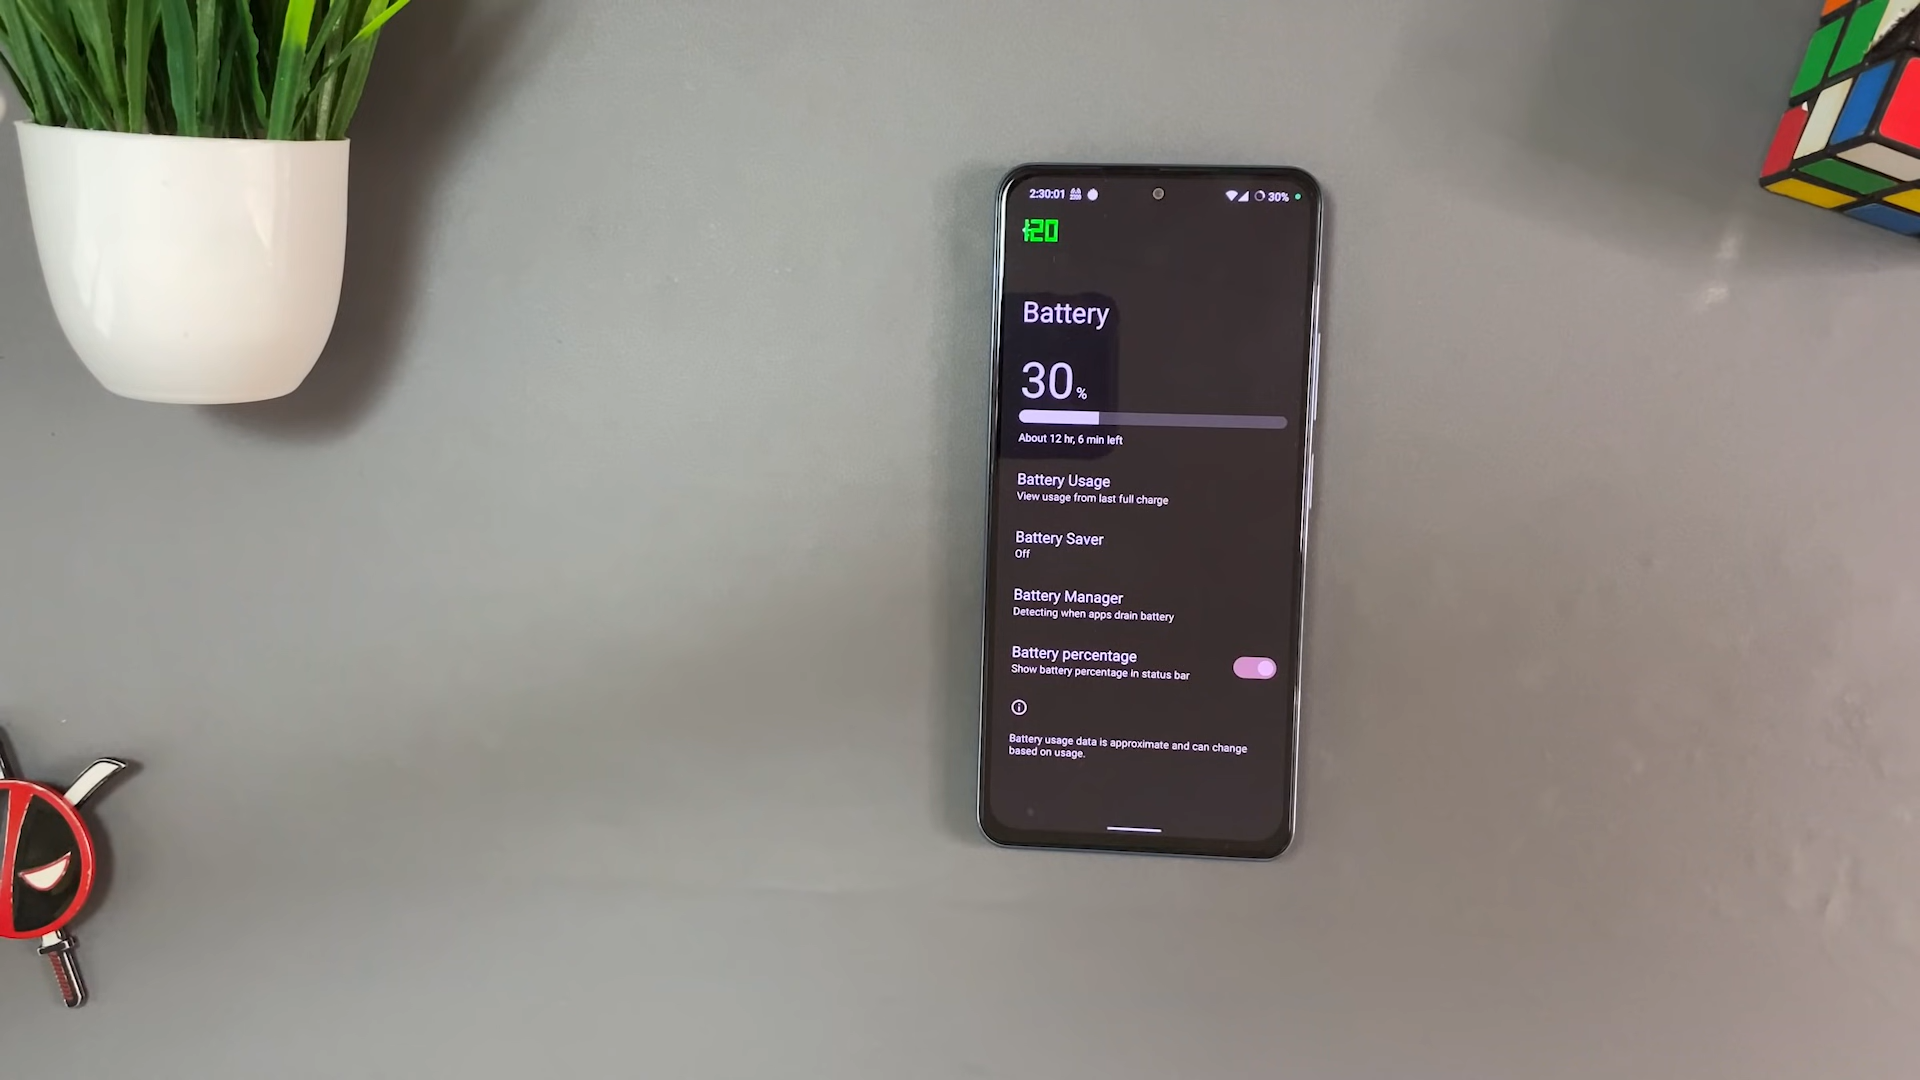 2:30:01
30%
120
Battery
30%
About 12 hr, 6 min left
Battery Usage
View usage from last full charge
Battery Saver
Off
Battery Manager
Detecting when apps drain battery
Battery percentage
Show battery percentage in status bar
Battery usage data is approximate and can change
based on usage.